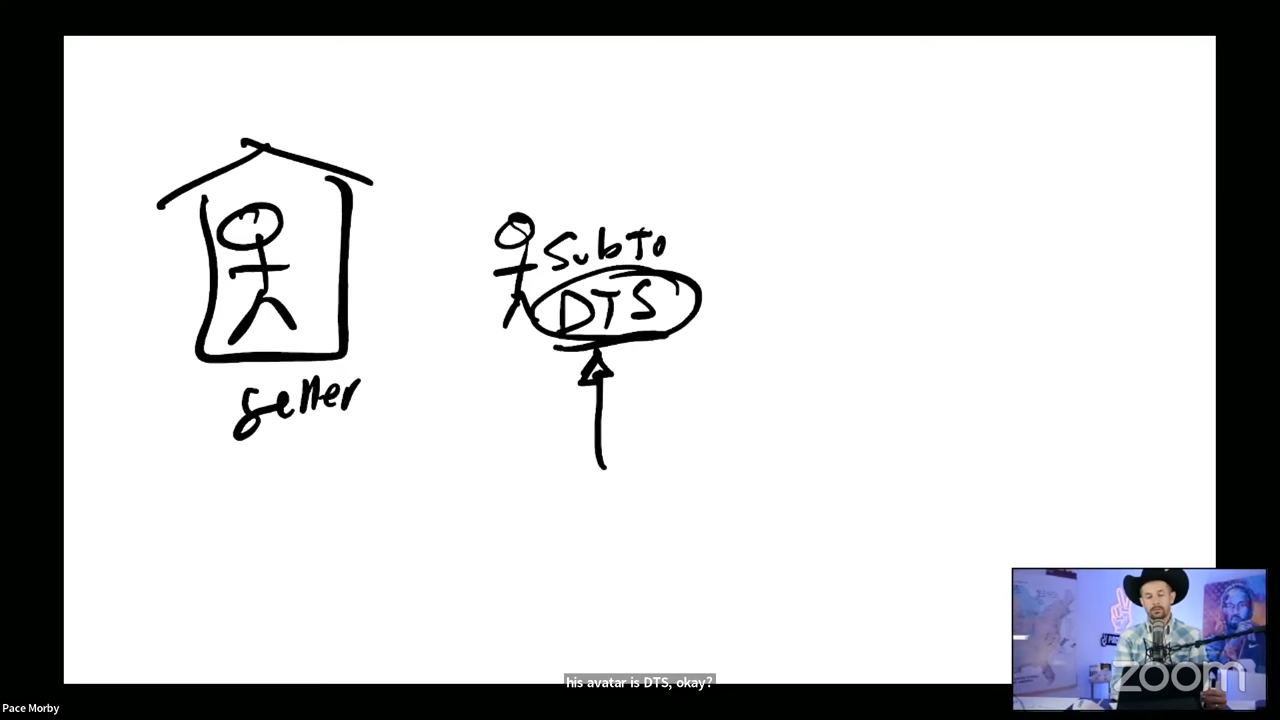 SubTo
DTS
seller
zoom
his avatar is DTS, okay?
Pace Morby